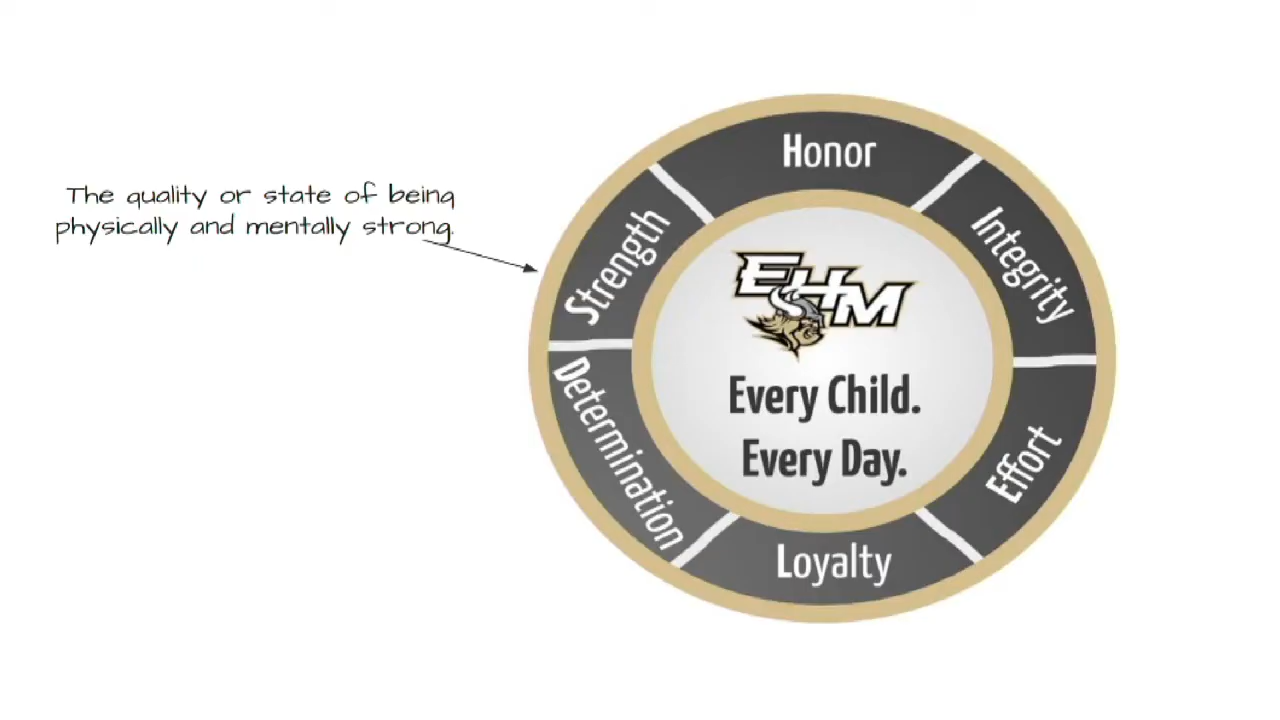 The quality or state of being
physically and mentally strong.
Honor
Integrity
Effort
Loyalty
Determination
Strength
EHM
Every Child.
Every Day.